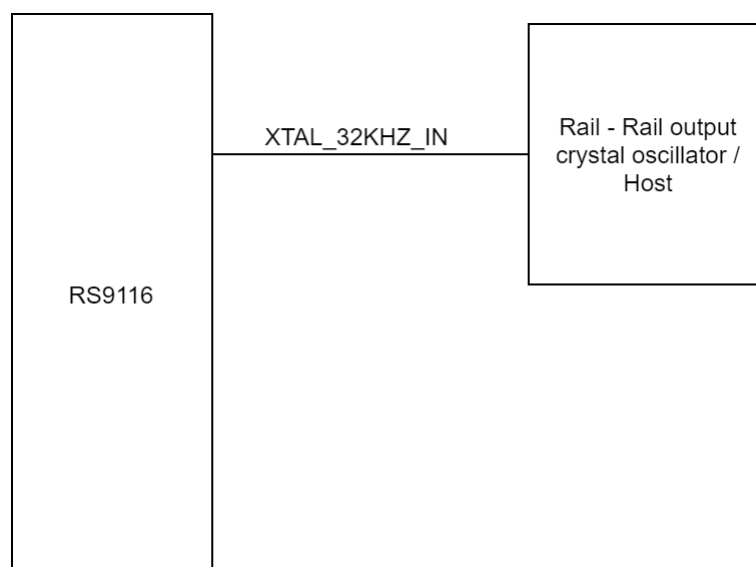 XTAL_32KHZ_IN
Rail - Rail output
crystal oscillator /
Host
RS9116